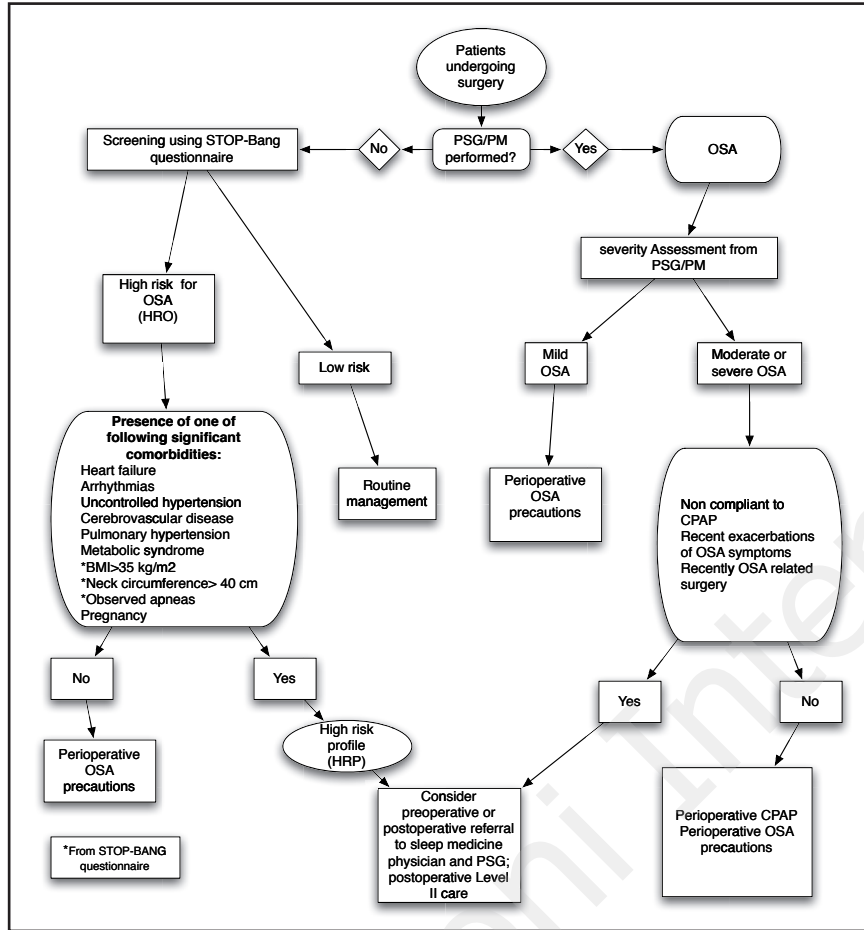 Patients
undergoing
surgery
Screening using STOP-Bang
questionnaire
No
PSG/PM
performed?
Yes
OSA
severity Assessment from
PSG/PM
High risk for
OSA
(HRO)
Low risk
Mild
OSA
Moderate or
severe OSA
Presence of one of
following significant
comorbidities:
Heart failure
Arrhythmias
Uncontrolled hypertension
Cerebrovascular disease
Pulmonary hypertension
Metabolic syndrome
*BMI>35 kg/m2
*Neck circumference> 40 cm
*Observed apneas
Pregnancy
Routine
management
Perioperative
OSA
precautions
Non compliant to
CPAP
Recent exacerbations
of OSA symptoms
Recently OSA related
surgery
No
Yes
Yes
No
High risk
profile
(HRP)
Perioperative
OSA
precautions
Consider
preoperative or
postoperative referral
to sleep medicine
physician and PSG;
postoperative Level
II care
Perioperative CPAP
Perioperative OSA
precautions
*From STOP-BANG
questionnaire